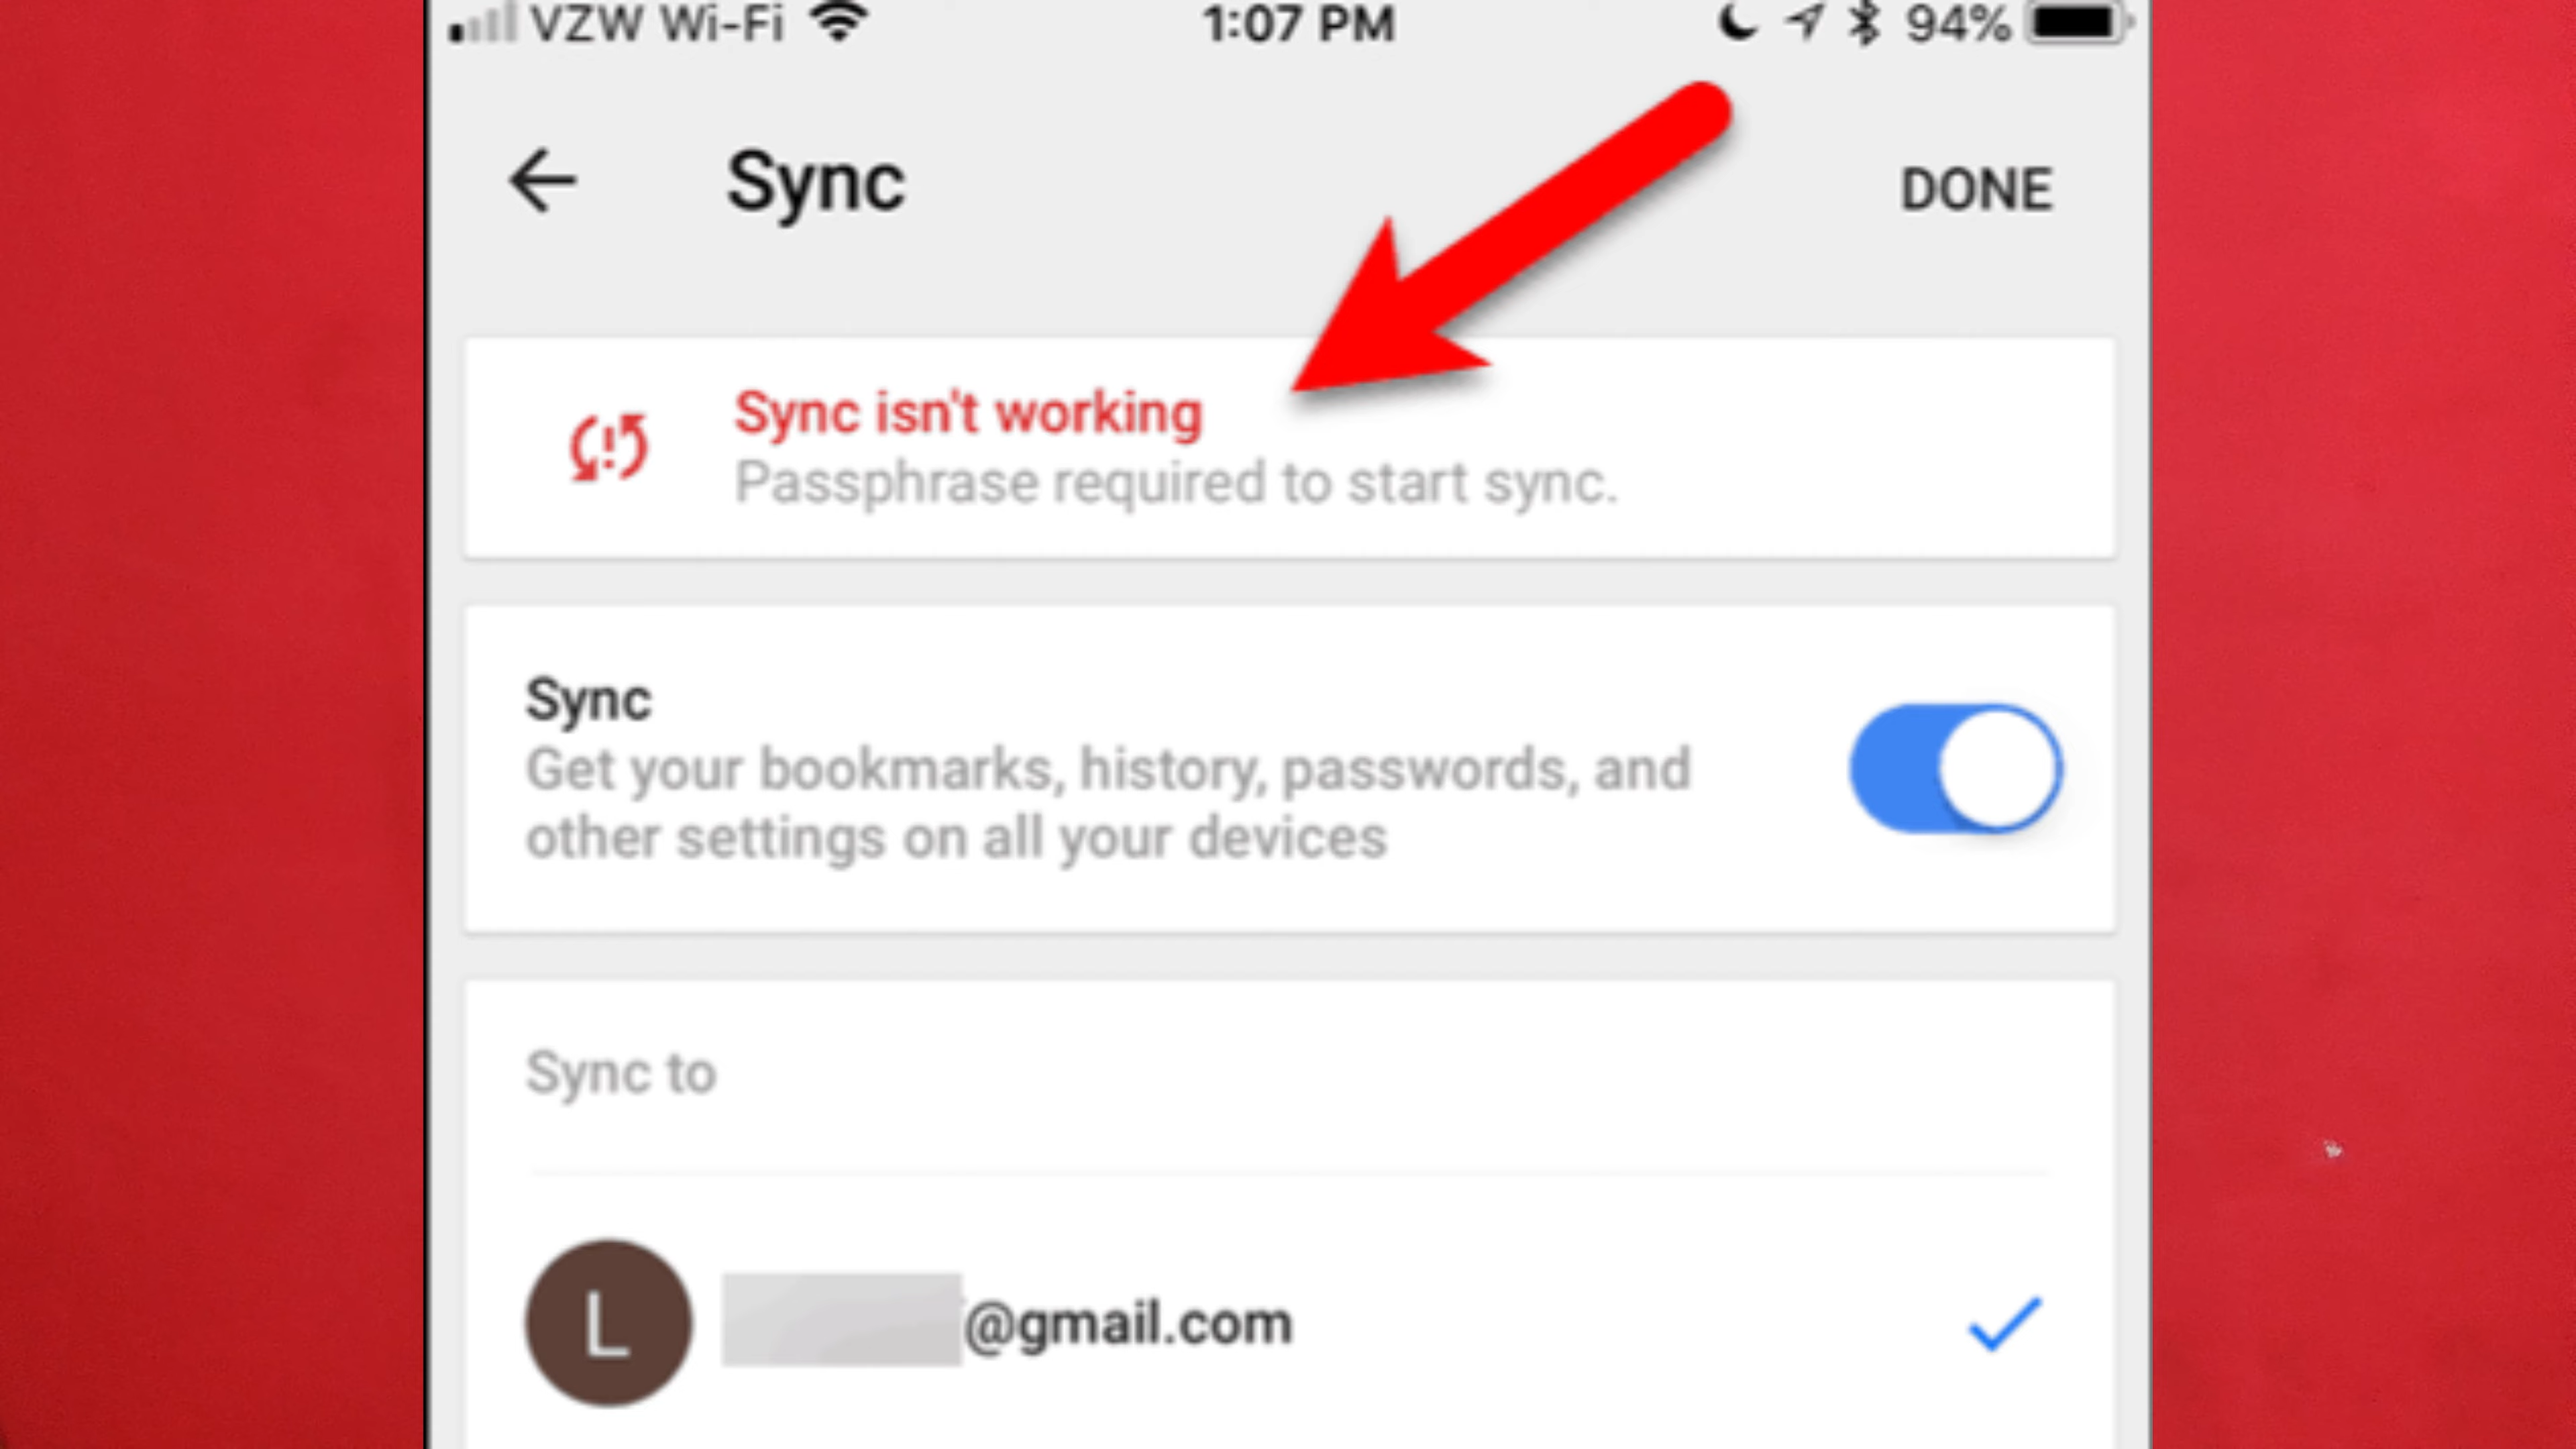 VZW Wi-Fi 1:07 PM 94%
Sync DONE
Sync isn't working
Passphrase required to start sync.
Sync
Get your bookmarks, history, passwords, and
other settings on all your devices
Sync to
L @gmail.com